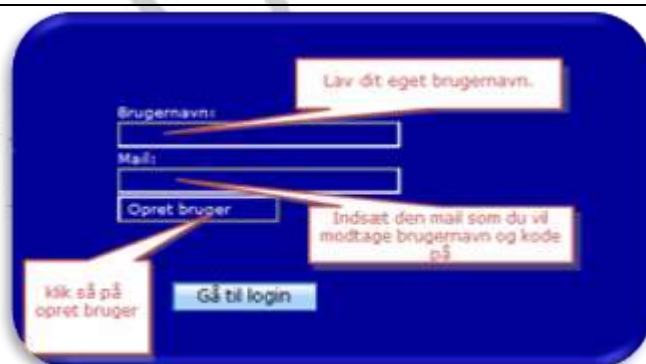 Lav dit eget brugernavn.
Brugernavn:
Mail:
Opret bruger
Indsæt den mail som du vil
modtage brugernavn og kode
på
klik så på
opret bruger
Gå til login